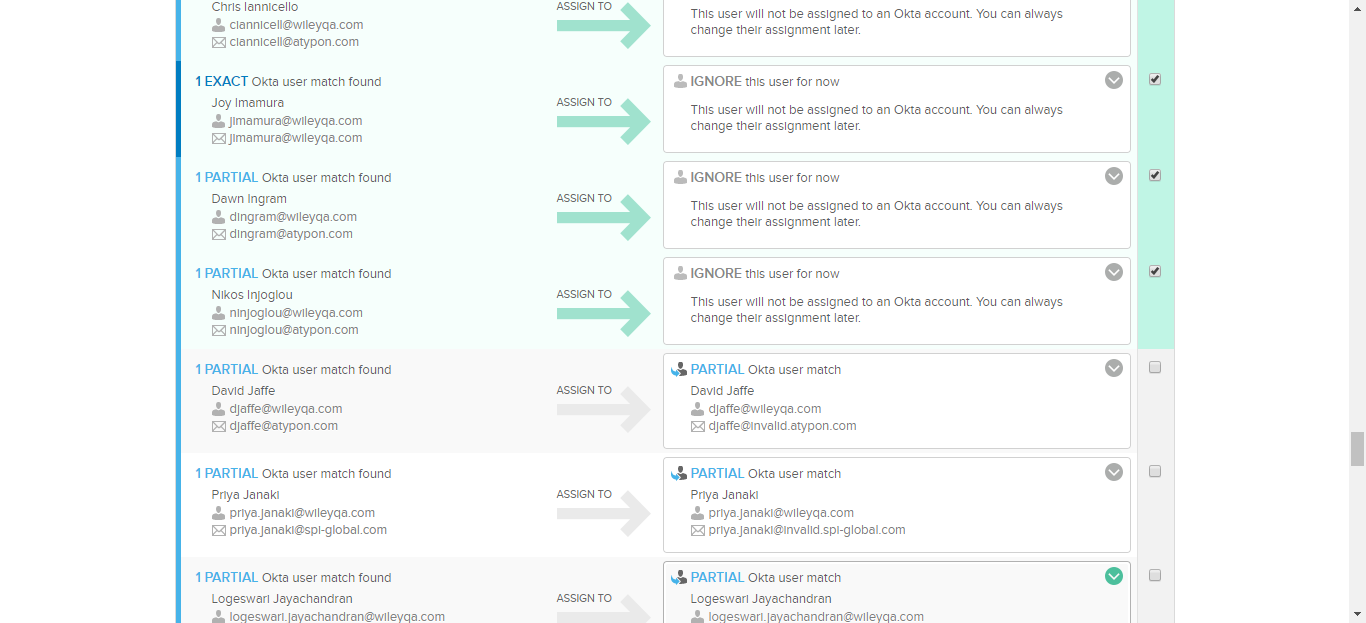 Chris Iannicello
ciannicell@wileyqa.com
ciannicell@atypon.com
ASSIGN TO
This user will not be assigned to an Okta account. You can always
change their assignment later.
1 EXACT Okta user match found
Joy Imamura
jimamura@wileyqa.com
jimamura@wileyqa.com
ASSIGN TO
IGNORE this user for now
This user will not be assigned to an Okta account. You can always
change their assignment later.
1 PARTIAL Okta user match found
Dawn Ingram
dingram@wileyqa.com
dingram@atypon.com
ASSIGN TO
IGNORE this user for now
This user will not be assigned to an Okta account. You can always
change their assignment later.
1 PARTIAL Okta user match found
Nikos Injoglou
ninjoglou@wileyqa.com
ninjoglou@atypon.com
ASSIGN TO
IGNORE this user for now
This user will not be assigned to an Okta account. You can always
change their assignment later.
1 PARTIAL Okta user match found
David Jaffe
djaffe@wileyqa.com
djaffe@atypon.com
ASSIGN TO
PARTIAL Okta user match
David Jaffe
djaffe@wileyqa.com
djaffe@invalid.atypon.com
1 PARTIAL Okta user match found
Priya Janaki
priya.janaki@wileyqa.com
priya.janaki@spi-global.com
ASSIGN TO
PARTIAL Okta user match
Priya Janaki
priya.janaki@wileyqa.com
priya.janaki@invalid.spi-global.com
1 PARTIAL Okta user match found
Logeswari Jayachandran
logeswari.jayachandran@wileyqa.com
ASSIGN TO
PARTIAL Okta user match
Logeswari Jayachandran
logeswari.jayachandran@wileyqa.com